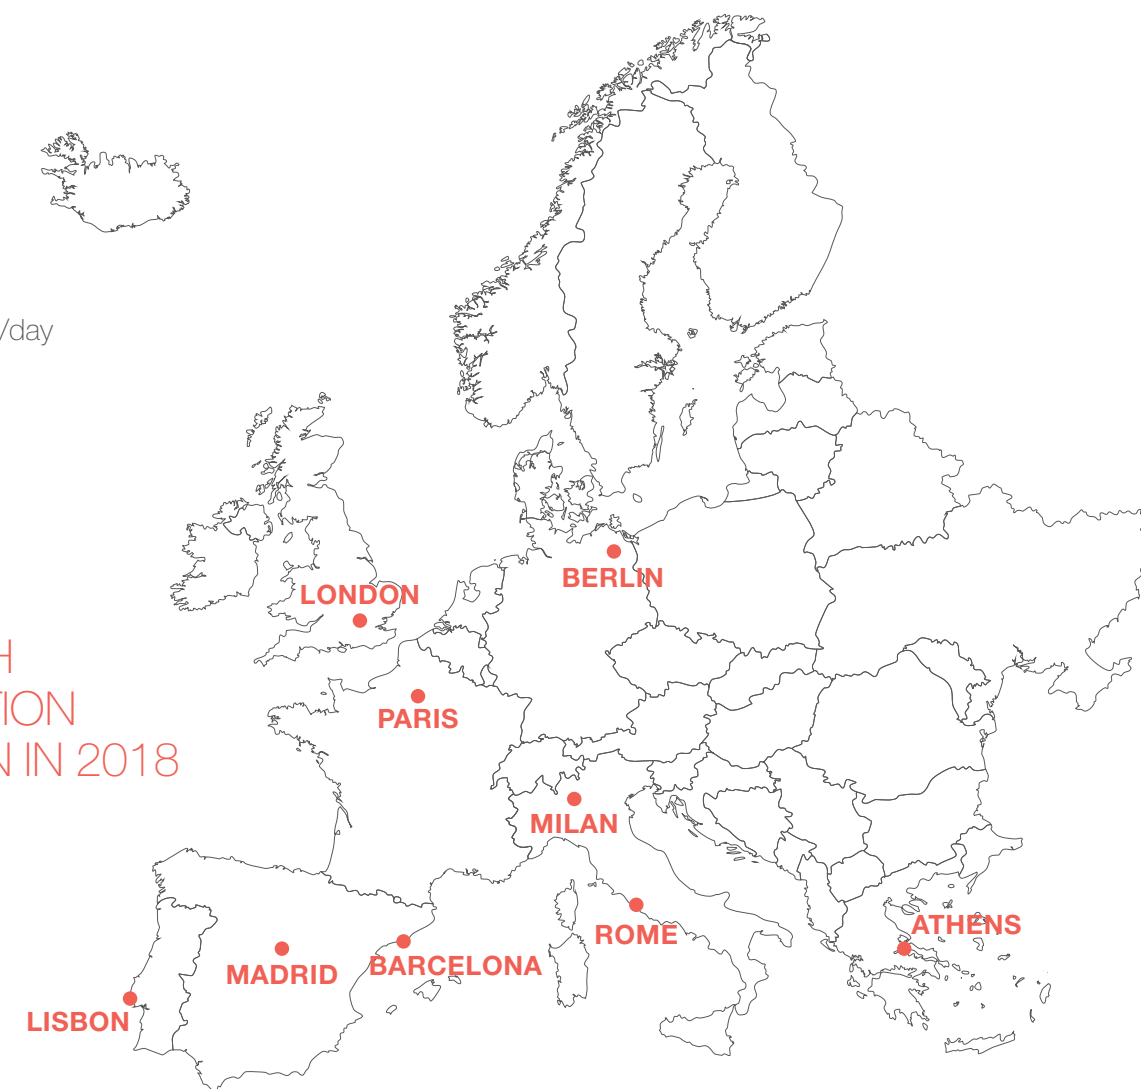 /day
LONDON
BERLIN
H
TION
N IN 2018
PARIS
MILAN
ROME
ATHENS
MADRID
BARCELONA
LISBON